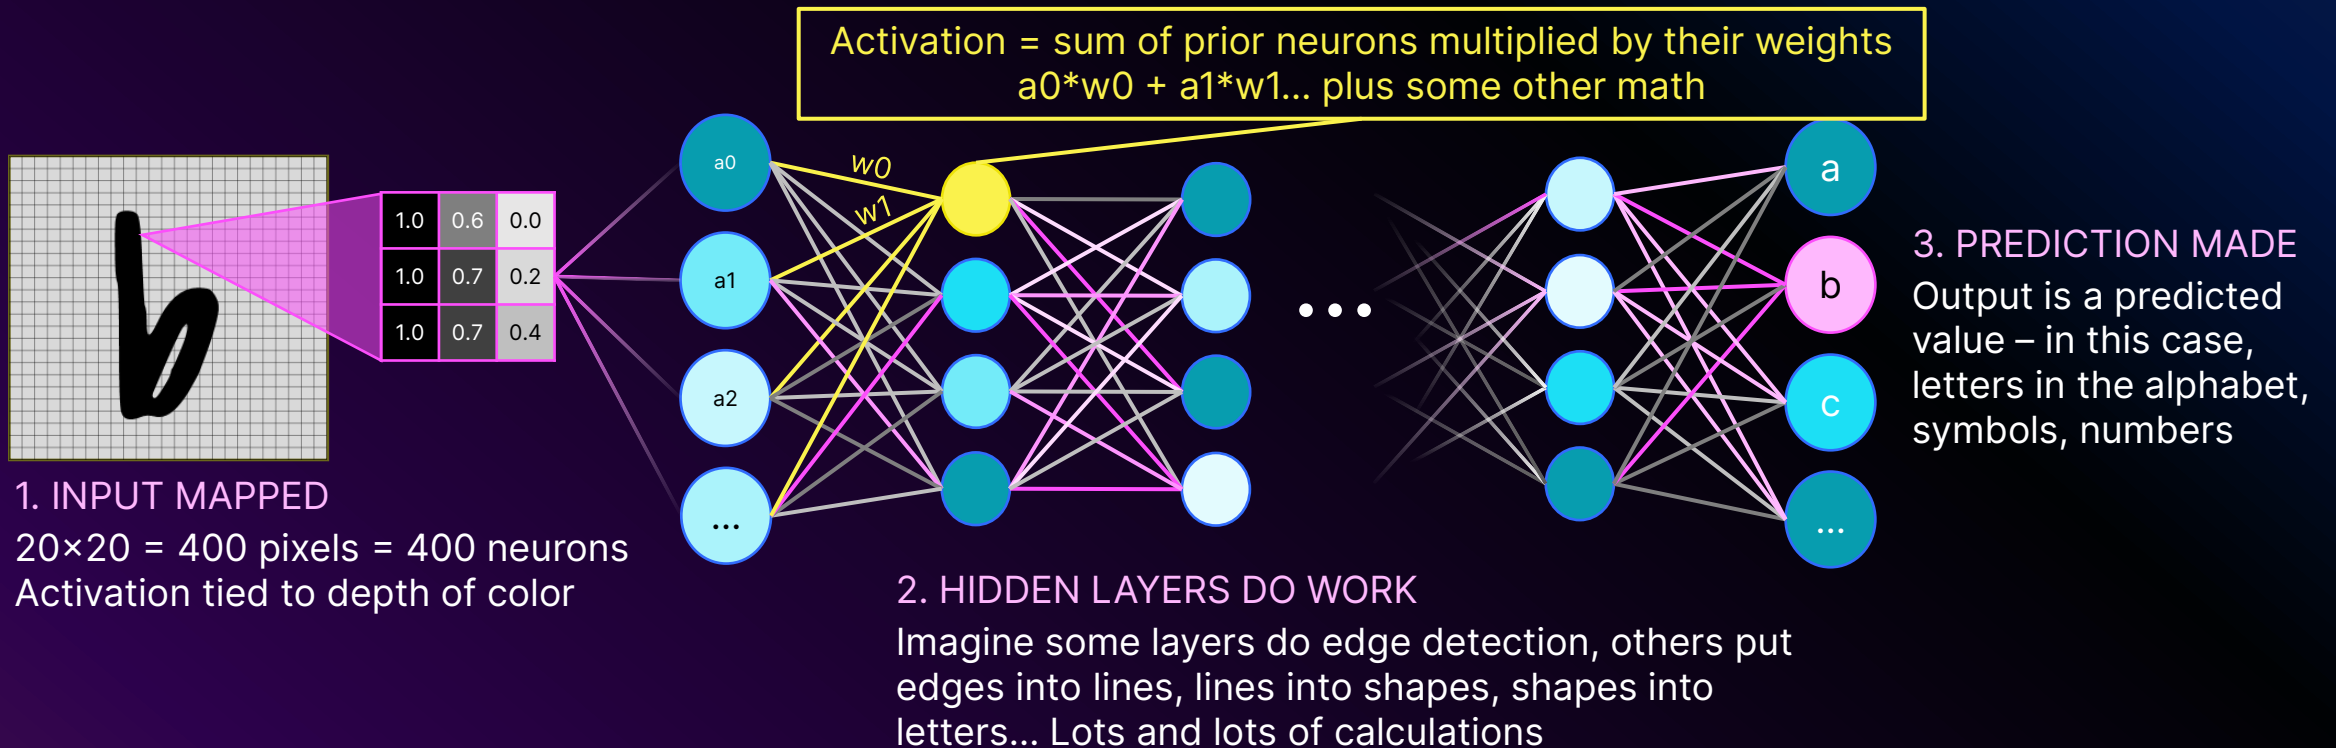 Activation = sum of prior neurons multiplied by their weights
a0*w0 + a1*w1... plus some other math
1.0 0.6 0.0
1.0 0.7 0.2
1.0 0.7 0.4
a0
a1
a2
...
w0
w1
...
a
b
c
...
1. INPUT MAPPED
20×20 = 400 pixels = 400 neurons
Activation tied to depth of color
2. HIDDEN LAYERS DO WORK
Imagine some layers do edge detection, others put
edges into lines, lines into shapes, shapes into
letters... Lots and lots of calculations
3. PREDICTION MADE
Output is a predicted
value – in this case,
letters in the alphabet,
symbols, numbers